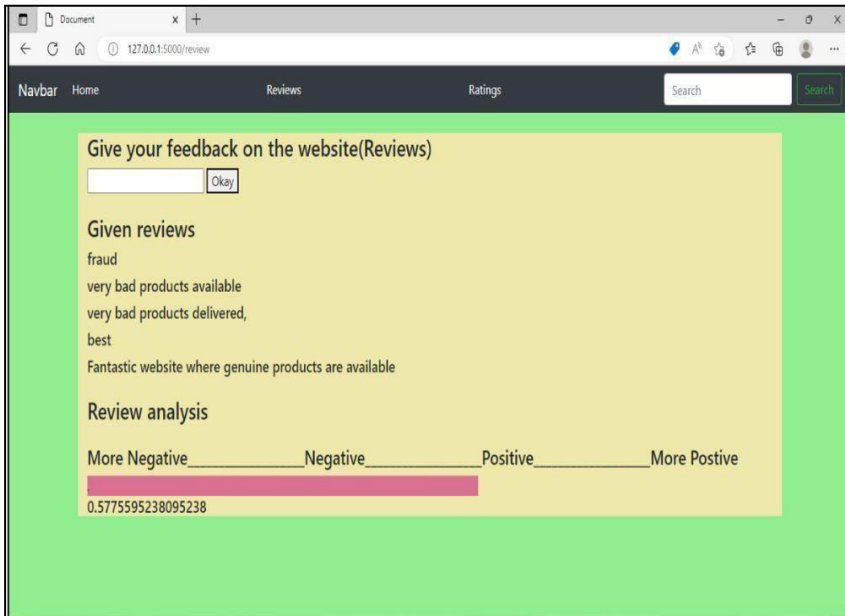 Document
127.0.0.1:5000/review
Navbar Home Reviews Ratings Search Search
Give your feedback on the website(Reviews)
Okay
Given reviews
fraud
very bad products available
very bad products delivered,
best
Fantastic website where genuine products are available
Review analysis
More Negative_______________Negative_______________Positive_______________More Postive
.
0.5775595238095238